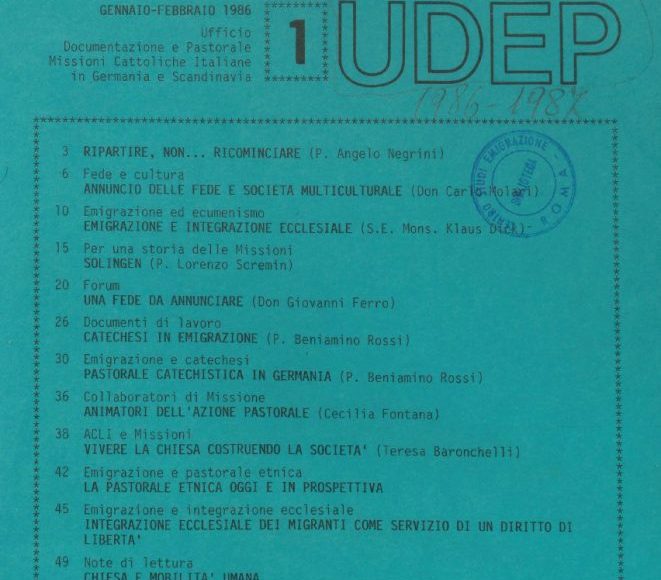 GENNAIO-FEBBRAIO 1986
Ufficio
Documentazione e Pastorale
Missioni Cattoliche Italiane
in Germania e Scandinavia
1
UDEP
1986-1987
3 RIPARTIRE, NON... RICOMINCIARE (P. Angelo Negrini)
6 Fede e cultura
ANNUNCIO DELLE FEDE E SOCIETA MULTICULTURALE (Don Carlo Molari)
10 Emigrazione ed ecumenismo
EMIGRAZIONE E INTEGRAZIONE ECCLESIALE (S.E. Mons. Klaus
15 Per una storia delle Missioni
SOLINGEN (P. Lorenzo Scremin)
20 Forum
UNA FEDE DA ANNUNCIARE (Don Giovanni Ferro)
26 Documenti di lavoro
CATECHESI IN EMIGRAZIONE (P. Beniamino Rossi)
30 Emigrazione e catechesi
PASTORALE CATECHISTICA IN GERMANIA (P. Beniamino Rossi)
36 Collaboratori di Missione
ANIMATORI DELL'AZIONE PASTORALE (Cecilia Fontana)
38 ACLI e Missioni
VIVERE LA CHIESA COSTRUENDO LA SOCIETA' (Teresa Baronchelli)
42 Emigrazione e pastorale etnica
LA PASTORALE ETNICA OGGI E IN PROSPETTIVA
45 Emigrazione e integrazione ecclesiale
INTEGRAZIONE ECCLESIALE DEI MIGRANTI COME SERVIZIO DI UN DIRITTO DI
LIBERTA'
49 Note di lettura
CHIESA E MOBILITA' UMANA
CENTRO STUDI EMIGRAZIONE - ROMA
BIBLIOTECA